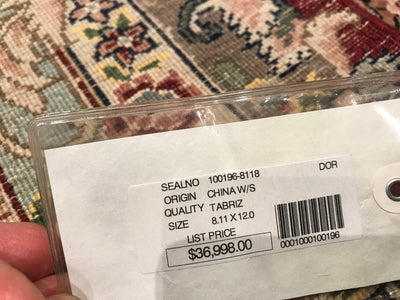 DOR
SEALNO 100196-8118
ORIGIN CHINA W/S
QUALITY TABRIZ
SIZE 8.11 X 12.0
LIST PRICE
$36,998.00
0001000100196